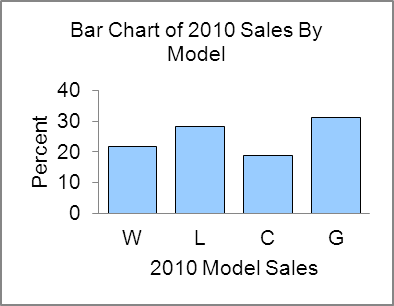 Bar Chart of 2010 Sales By
Model
40
30
20
10
0
Percent
W L C G
2010 Model Sales